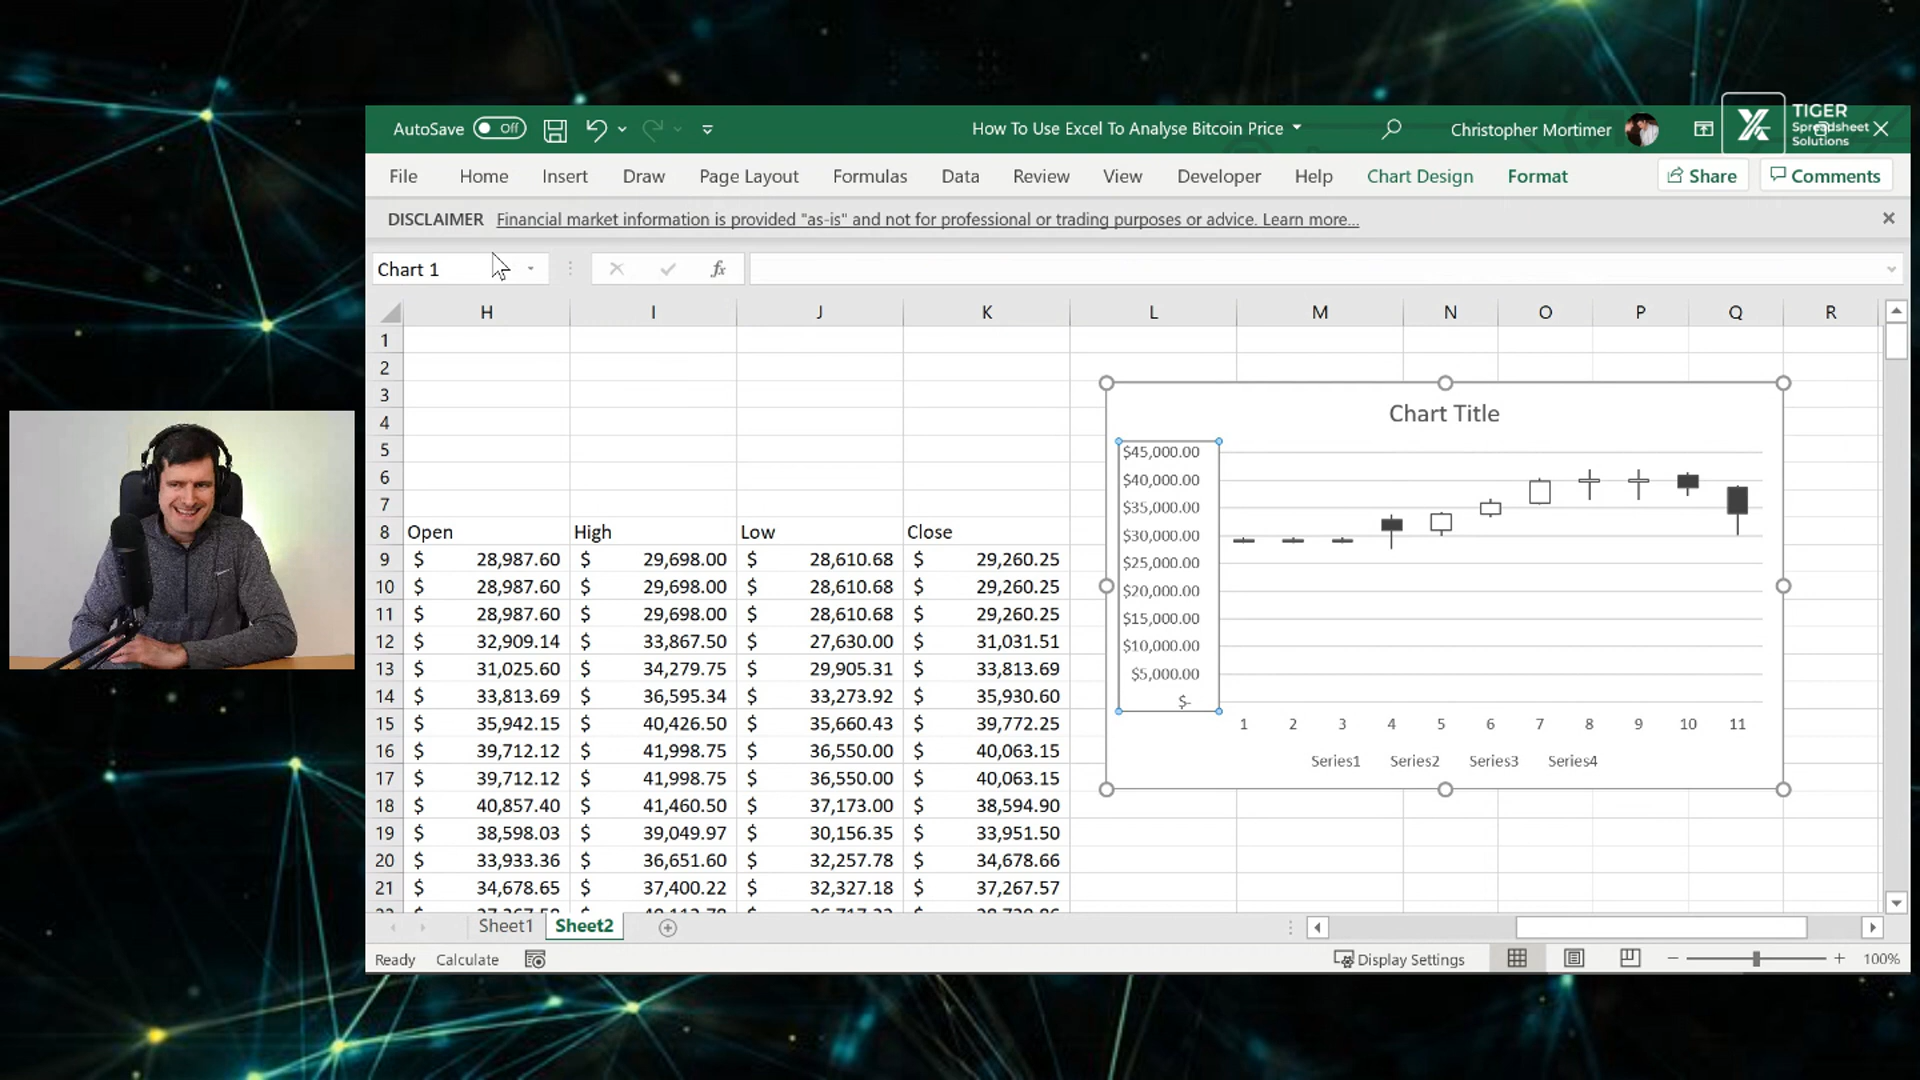 TIGER
Spreadsheet
Solutions
AutoSave Off
How To Use Excel To Analyse Bitcoin Price
Christopher Mortimer
File Home Insert Draw Page Layout Formulas Data Review View Developer Help Chart Design Format Share Comments
DISCLAIMER Financial market information is provided "as-is" and not for professional or trading purposes or advice. Learn more...
Chart 1 fx
H I J K L M N O P Q R
1
2
3
4
5
6
7
8 Open High Low Close
9 $ 28,987.60 $ 29,698.00 $ 28,610.68 $ 29,260.25
10 $ 28,987.60 $ 29,698.00 $ 28,610.68 $ 29,260.25
11 $ 28,987.60 $ 29,698.00 $ 28,610.68 $ 29,260.25
12 $ 32,909.14 $ 33,867.50 $ 27,630.00 $ 31,031.51
13 $ 31,025.60 $ 34,279.75 $ 29,905.31 $ 33,813.69
14 $ 33,813.69 $ 36,595.34 $ 33,273.92 $ 35,930.60
15 $ 35,942.15 $ 40,426.50 $ 35,660.43 $ 39,772.25
16 $ 39,712.12 $ 41,998.75 $ 36,550.00 $ 40,063.15
17 $ 39,712.12 $ 41,998.75 $ 36,550.00 $ 40,063.15
18 $ 40,857.40 $ 41,460.50 $ 37,173.00 $ 38,594.90
19 $ 38,598.03 $ 39,049.97 $ 30,156.35 $ 33,951.50
20 $ 33,933.36 $ 36,651.60 $ 32,257.78 $ 34,678.66
21 $ 34,678.65 $ 37,400.22 $ 32,327.18 $ 37,267.57
Chart Title
$45,000.00
$40,000.00
$35,000.00
$30,000.00
$25,000.00
$20,000.00
$15,000.00
$10,000.00
$5,000.00
$-
1 2 3 4 5 6 7 8 9 10 11
Series1 Series2 Series3 Series4
Sheet1 Sheet2
Ready Calculate Display Settings 100%